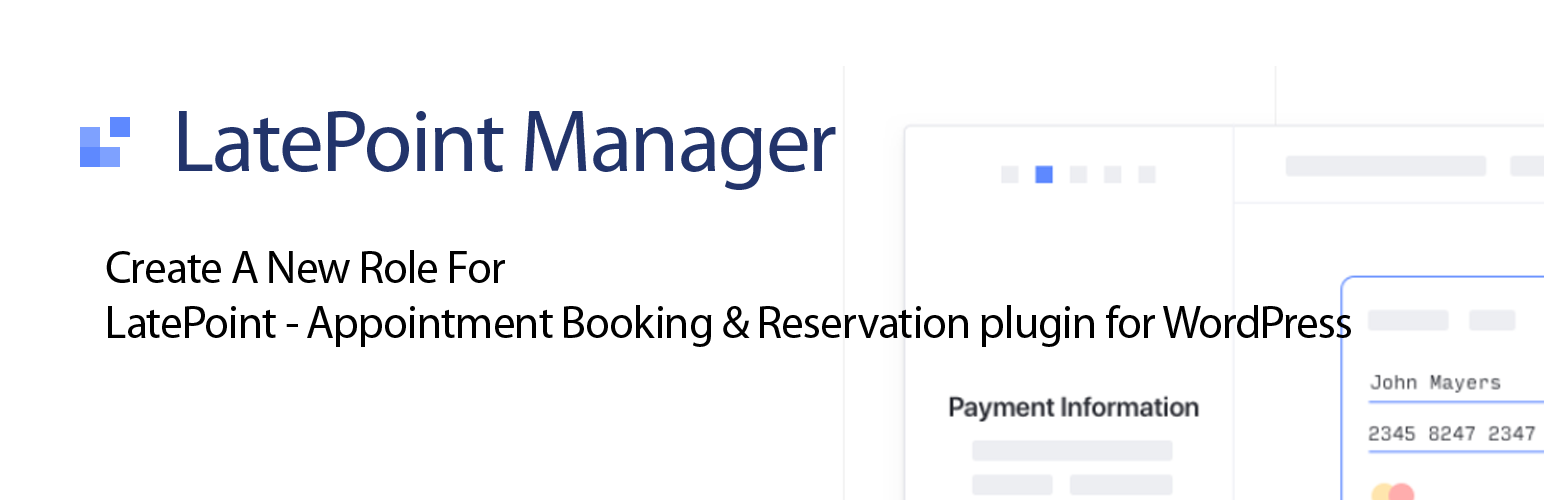 LatePoint Manager
Create A New Role For
LatePoint - Appointment Booking & Reservation plugin for WordPress
Payment Information
John Mayers
2345 8247 2347